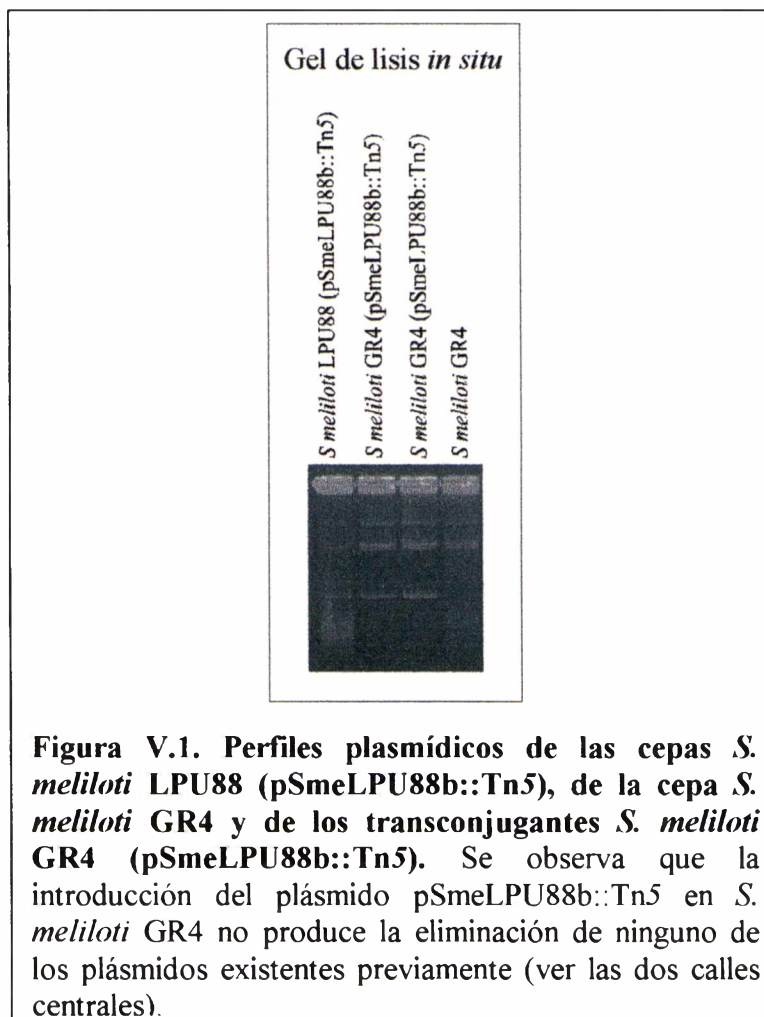 Gel de lisis in situ
S meliloti LPU88 (pSmeLPU88b::Tn5)
S meliloti GR4 (pSmeLPU88b::Tn5)
S meliloti GR4 (pSmeLPU88b::Tn5)
S meliloti GR4
Figura V.1. Perfiles plasmídicos de las cepas S.
meliloti LPU88 (pSmeLPU88b::Tn5), de la cepa S.
meliloti GR4 y de los transconjugantes S. meliloti
GR4 (pSmeLPU88b::Tn5). Se observa que la
introducción del plásmido pSmeLPU88b::Tn5 en S.
meliloti GR4 no produce la eliminación de ninguno de
los plásmidos existentes previamente (ver las dos calles
centrales).